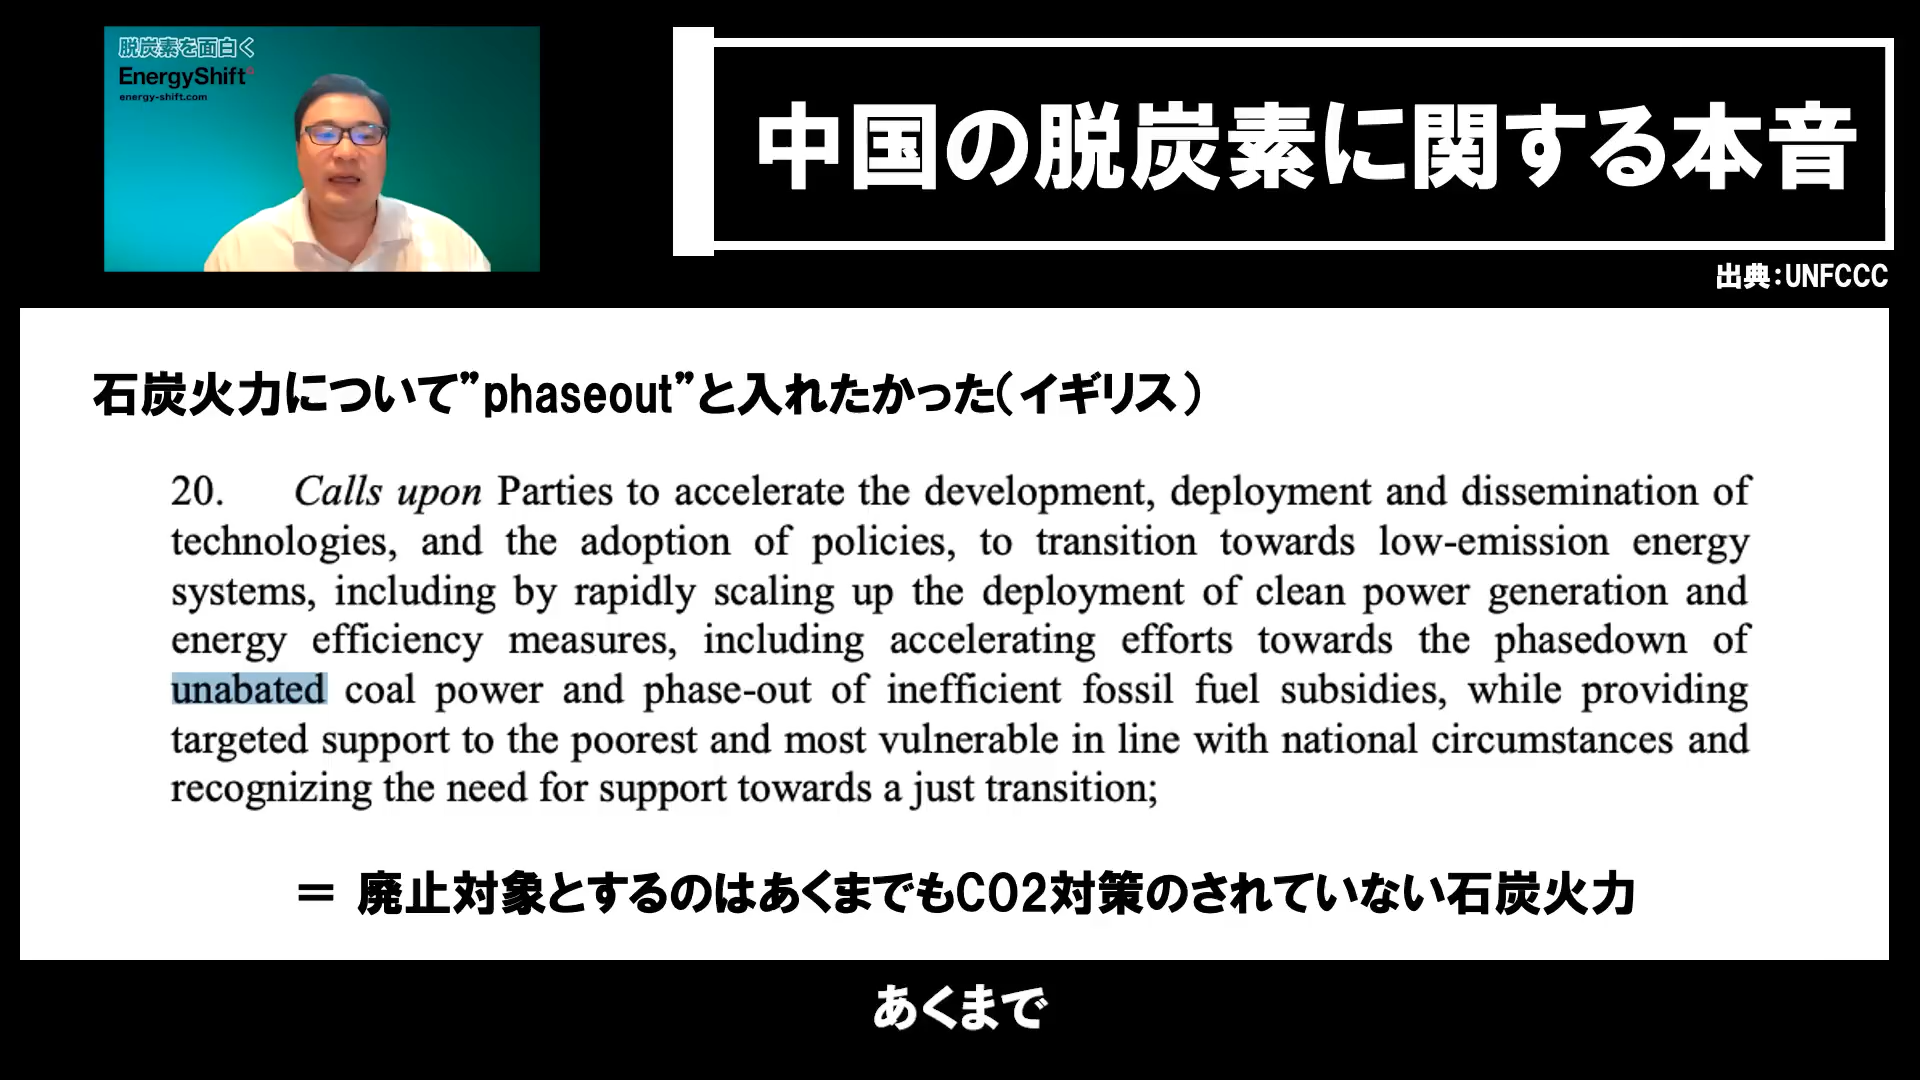 脱炭素を面白く
EnergyShift
energy-shift.com
中国の脱炭素に関する本音
出典：UNFCCC
石炭火力について”phaseout”と入れたかった（イギリス）
20. Calls upon Parties to accelerate the development, deployment and dissemination of
technologies, and the adoption of policies, to transition towards low-emission energy
systems, including by rapidly scaling up the deployment of clean power generation and
energy efficiency measures, including accelerating efforts towards the phasedown of
unabated coal power and phase-out of inefficient fossil fuel subsidies, while providing
targeted support to the poorest and most vulnerable in line with national circumstances and
recognizing the need for support towards a just transition;
＝ 廃止対象とするのはあくまでもCO2対策のされていない石炭火力
あくまで